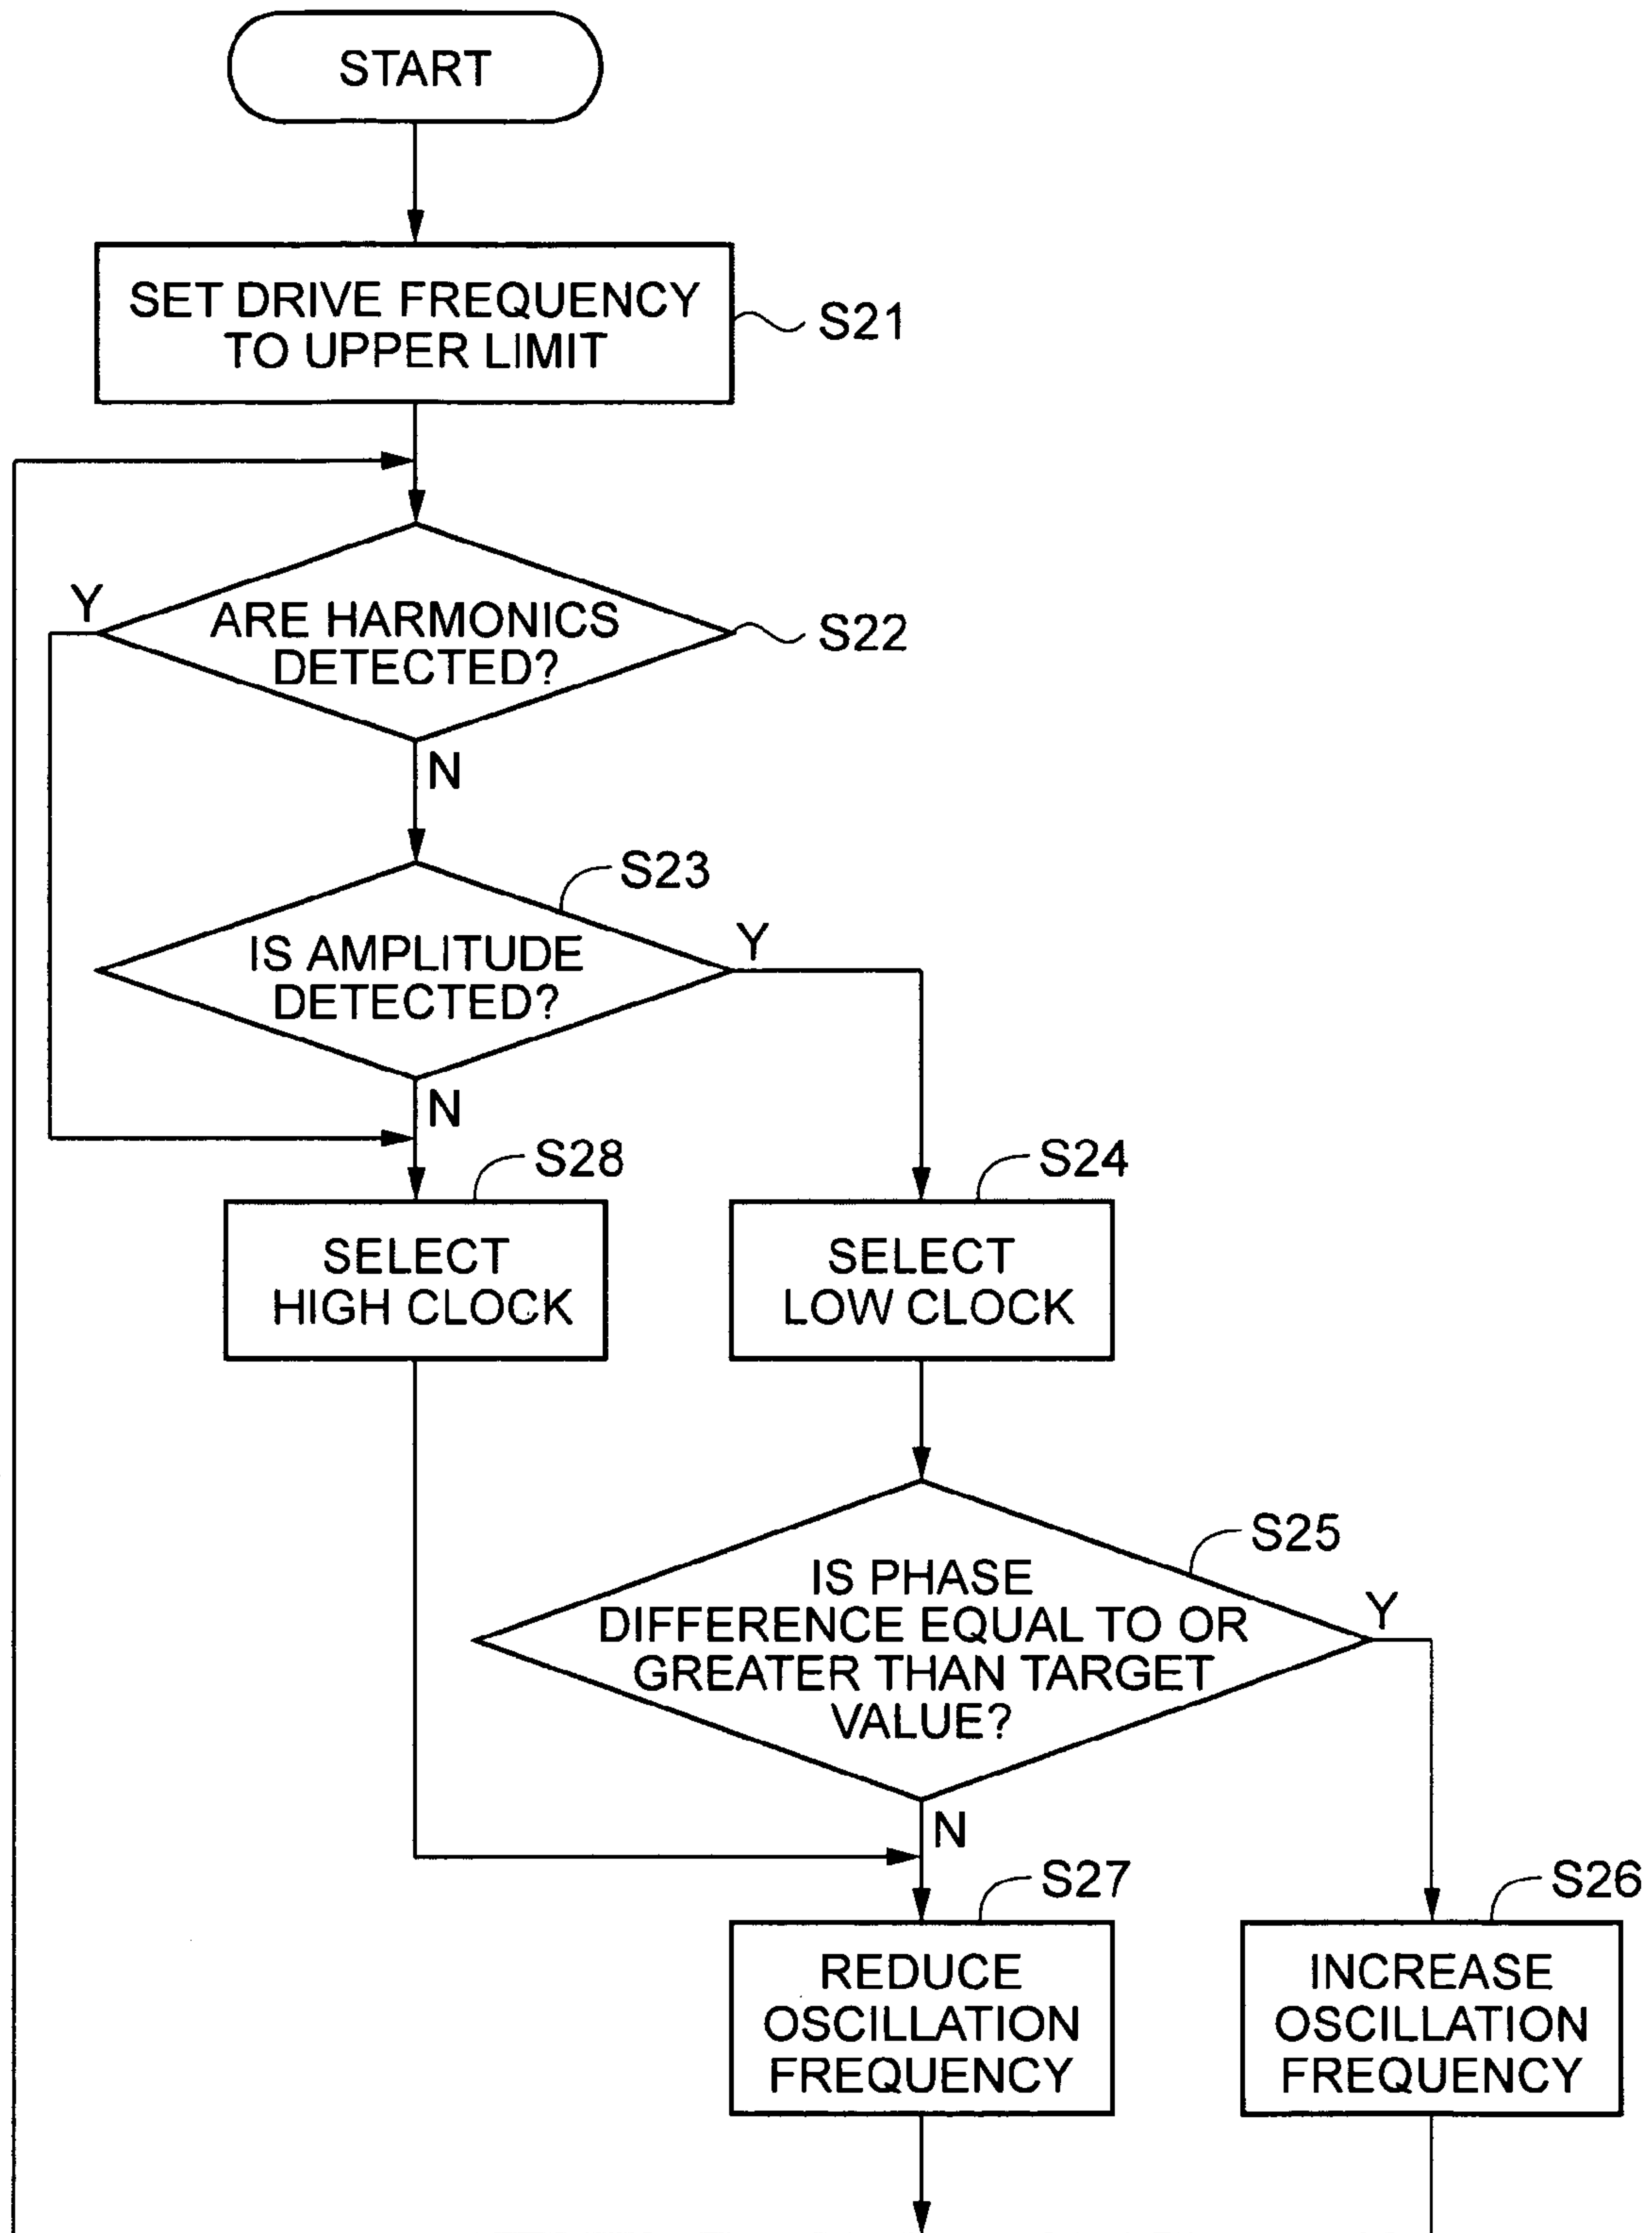 START
SET DRIVE FREQUENCY
TO UPPER LIMIT
S21
Y
ARE HARMONICS
DETECTED?
S22
N
S23
IS AMPLITUDE
DETECTED?
Y
N
S28
S24
SELECT
HIGH CLOCK
SELECT
LOW CLOCK
S25
IS PHASE
DIFFERENCE EQUAL TO OR
GREATER THAN TARGET
VALUE?
Y
N
S27
S26
REDUCE
OSCILLATION
FREQUENCY
INCREASE
OSCILLATION
FREQUENCY